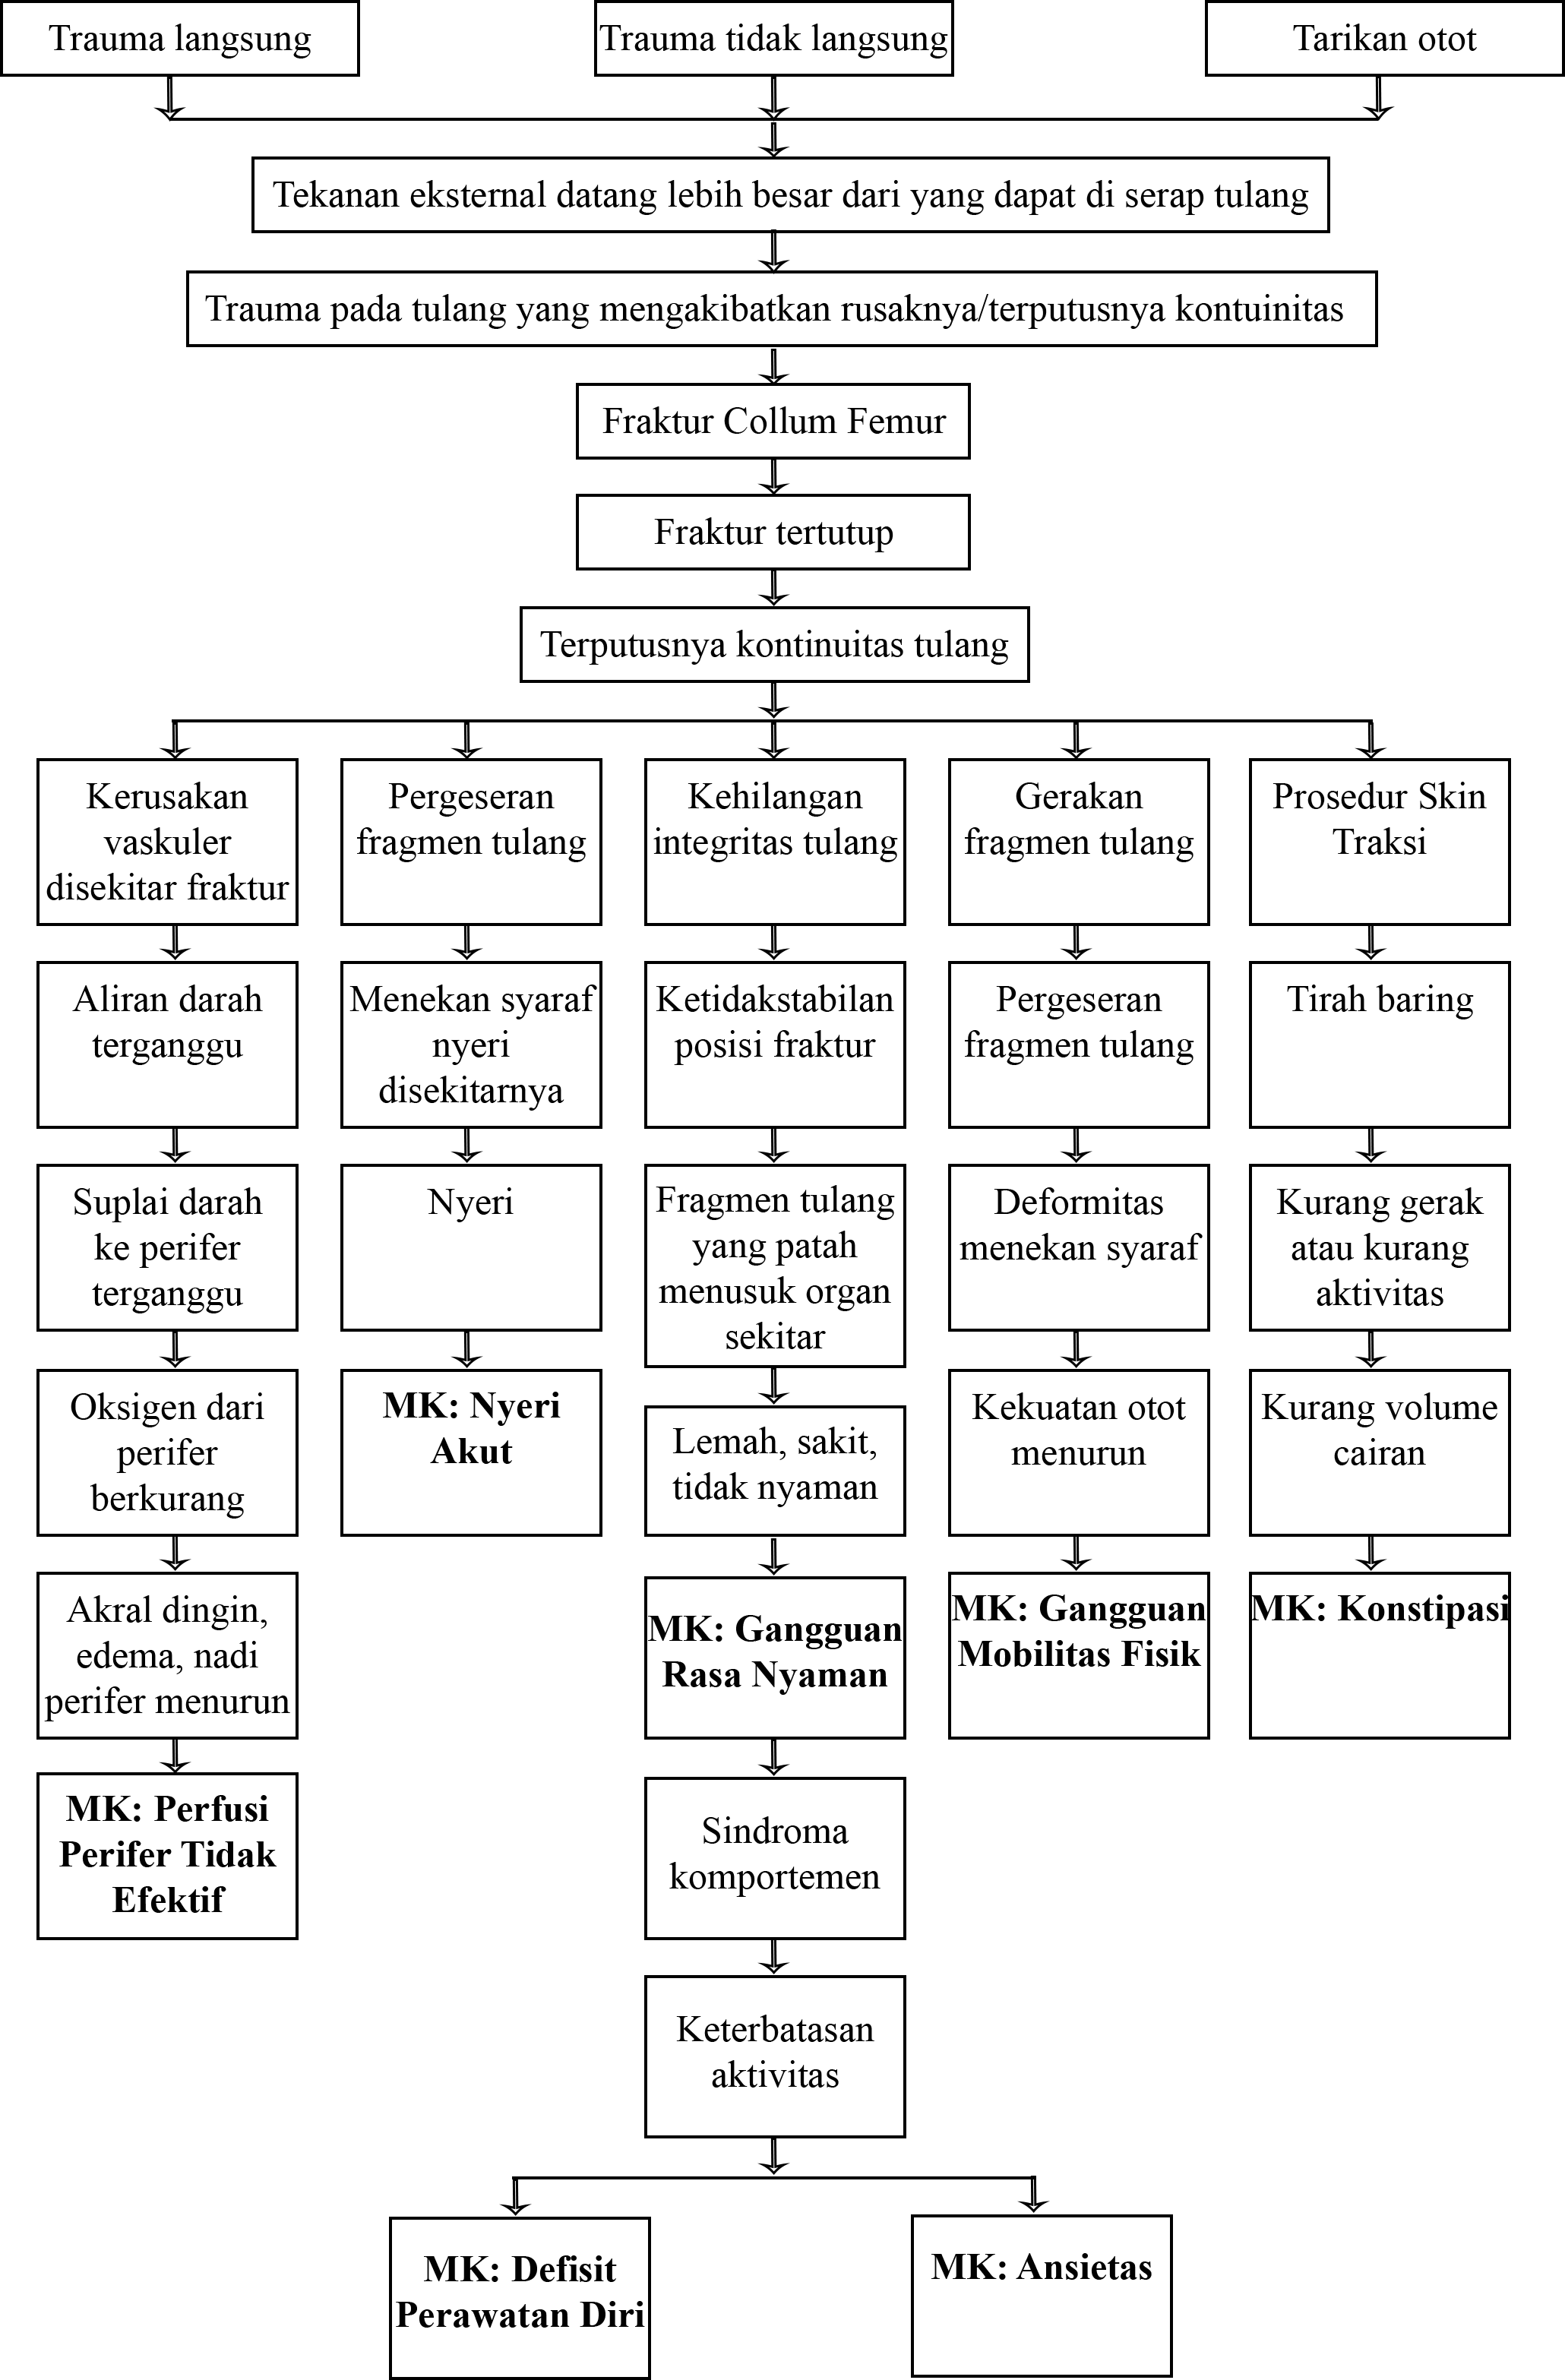 Trauma langsung
Trauma tidak langsung
Tarikan otot
Tekanan eksternal datang lebih besar dari yang dapat di serap tulang
Trauma pada tulang yang mengakibatkan rusaknya/terputusnya kontuinitas
Fraktur Collum Femur
Fraktur tertutup
Terputusnya kontinuitas tulang
Kerusakan
vaskuler
disekitar fraktur
Pergeseran
fragmen tulang
Kehilangan
integritas tulang
Gerakan
fragmen tulang
Prosedur Skin
Traksi
Aliran darah
terganggu
Menekan syaraf
nyeri
disekitarnya
Ketidakstabilan
posisi fraktur
Pergeseran
fragmen tulang
Tirah baring
Suplai darah
ke perifer
terganggu
Nyeri
Fragmen tulang
yang patah
menusuk organ
sekitar
Deformitas
menekan syaraf
Kurang gerak
atau kurang
aktivitas
Oksigen dari
perifer
berkurang
MK: Nyeri
Akut
Lemah, sakit,
tidak nyaman
Kekuatan otot
menurun
Kurang volume
cairan
Akral dingin,
edema, nadi
perifer menurun
MK: Gangguan
Rasa Nyaman
MK: Gangguan
Mobilitas Fisik
MK: Konstipasi
MK: Perfusi
Perifer Tidak
Efektif
Sindroma
komportemen
Keterbatasan
aktivitas
MK: Defisit
Perawatan Diri
MK: Ansietas